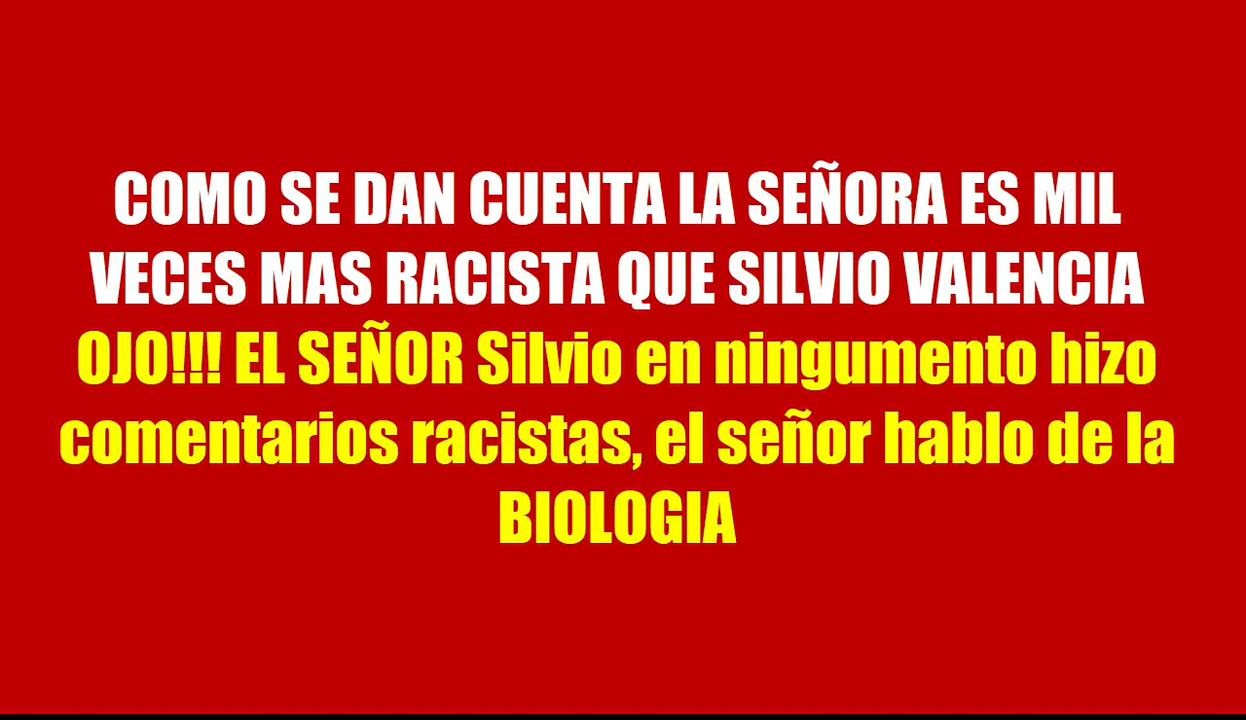 COMO SE DAN CUENTA LA SEÑORA ES MIL
VECES MAS RACISTA QUE SILVIO VALENCIA
OJO!!! EL SEÑOR Silvio en ningumento hizo
comentarios racistas, el señor hablo de la
BIOLOGIA